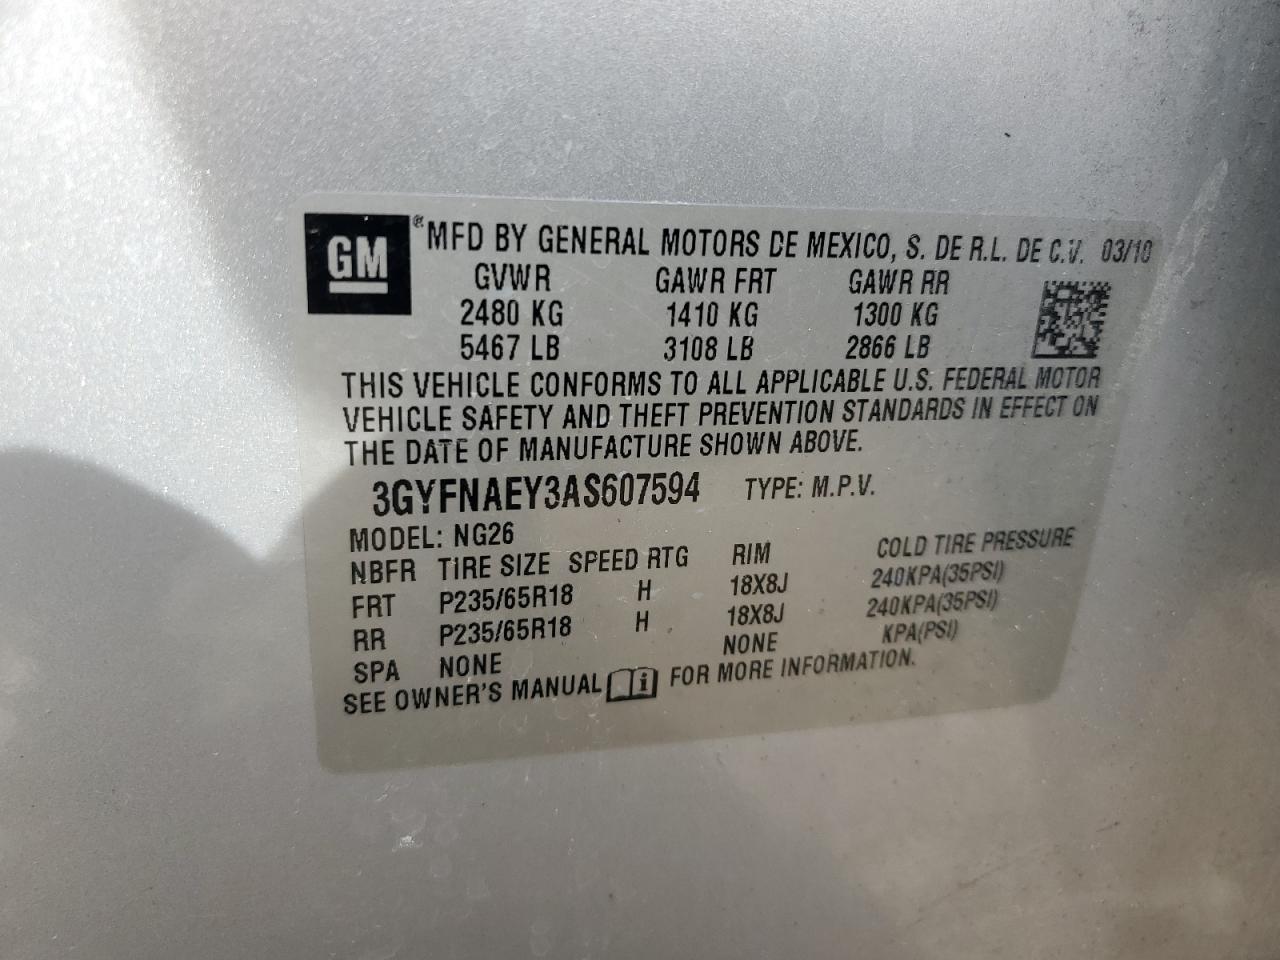 GM ® MFD BY GENERAL MOTORS DE MEXICO, S. DE R.L. DE C.V. 03/10
GVWR GAWR FRT GAWR RR
2480 KG 1410 KG 1300 KG
5467 LB 3108 LB 2866 LB
THIS VEHICLE CONFORMS TO ALL APPLICABLE U.S. FEDERAL MOTOR
VEHICLE SAFETY AND THEFT PREVENTION STANDARDS IN EFFECT ON
THE DATE OF MANUFACTURE SHOWN ABOVE.
3GYFNAEY3AS607594 TYPE: M.P.V.
MODEL: NG26
NBFR TIRE SIZE SPEED RTG RIM COLD TIRE PRESSURE
FRT P235/65R18 H 18X8J 240KPA(35PSI)
RR P235/65R18 H 18X8J 240KPA(35PSI)
SPA NONE NONE KPA(PSI)
SEE OWNER'S MANUAL i FOR MORE INFORMATION.